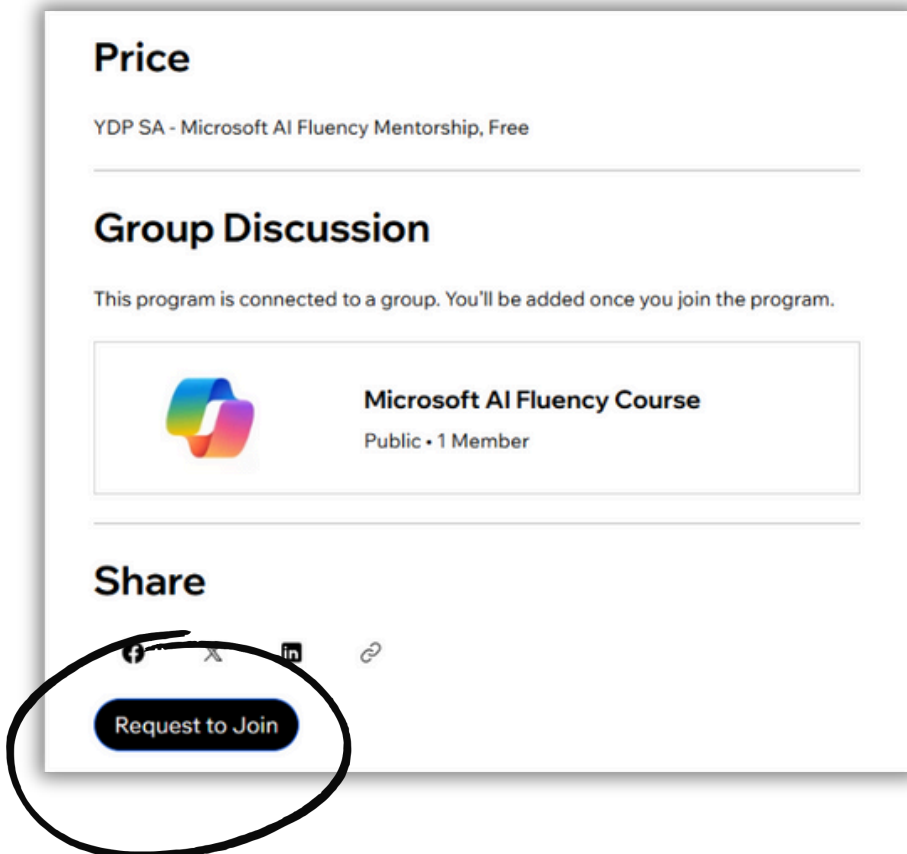 Price
YDP SA - Microsoft AI Fluency Mentorship, Free
Group Discussion
This program is connected to a group. You'll be added once you join the program.
Microsoft AI Fluency Course
Public • 1 Member
Share
Request to Join